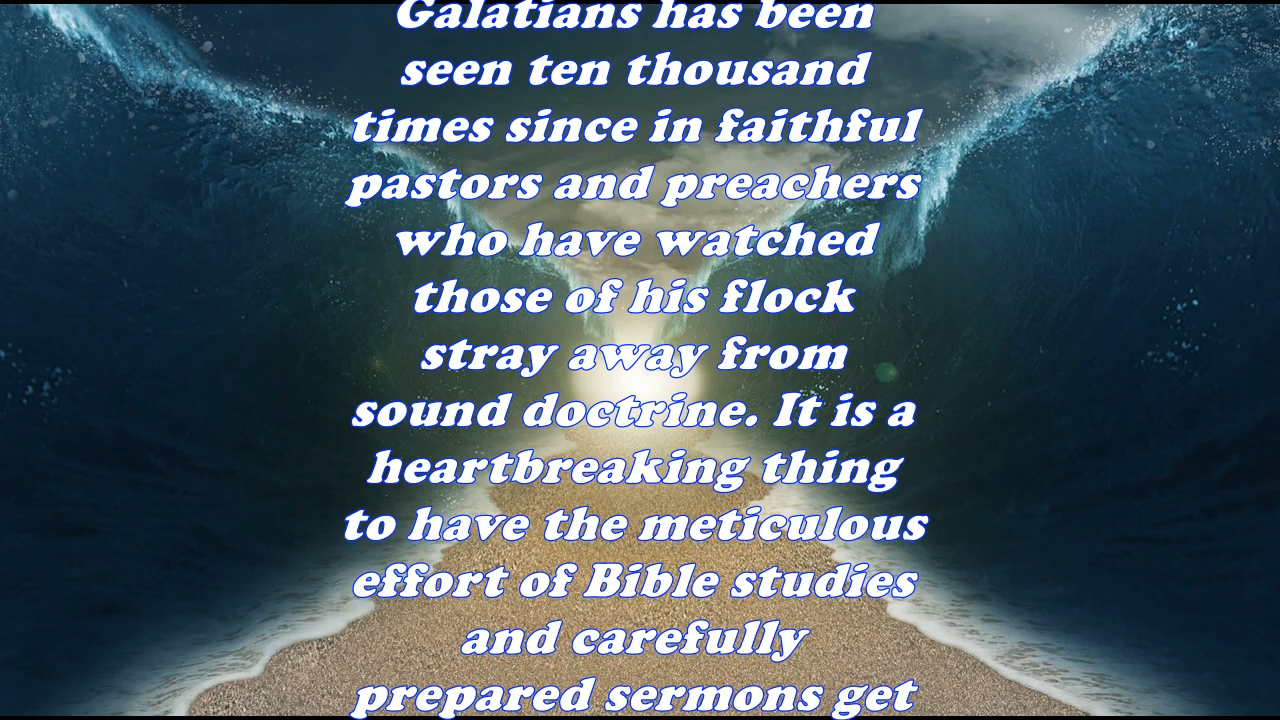 Galatians has been
seen ten thousand
times since in faithful
pastors and preachers
who have watched
those of his flock
stray away from
sound doctrine. It is a
heartbreaking thing
to have the meticulous
effort of Bible studies
and carefully
prepared sermons get